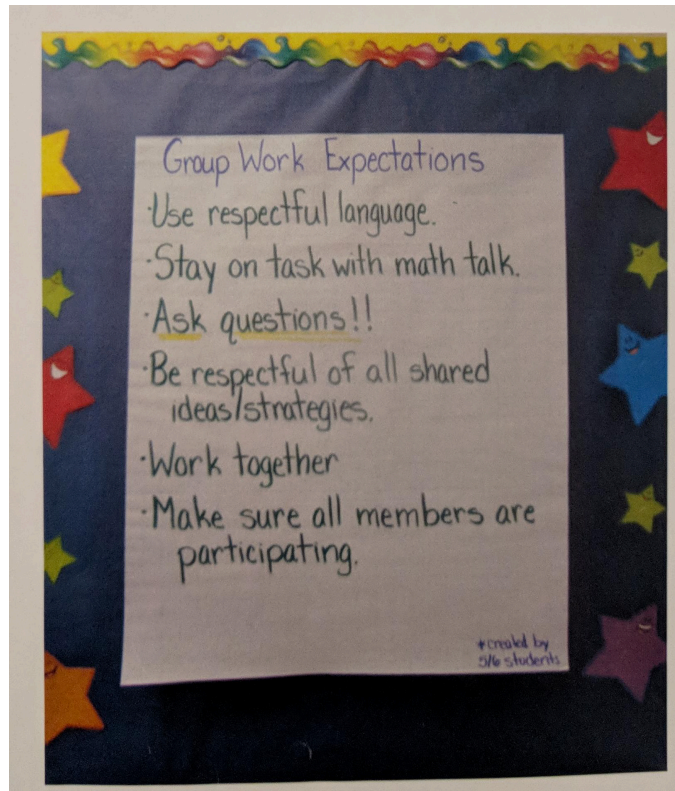 Group Work Expectations
·Use respectful language.
·Stay on task with math talk.
·Ask questions!!
·Be respectful of all shared
ideas/strategies.
·Work together
·Make sure all members are
participating.
*created by
5/6 students